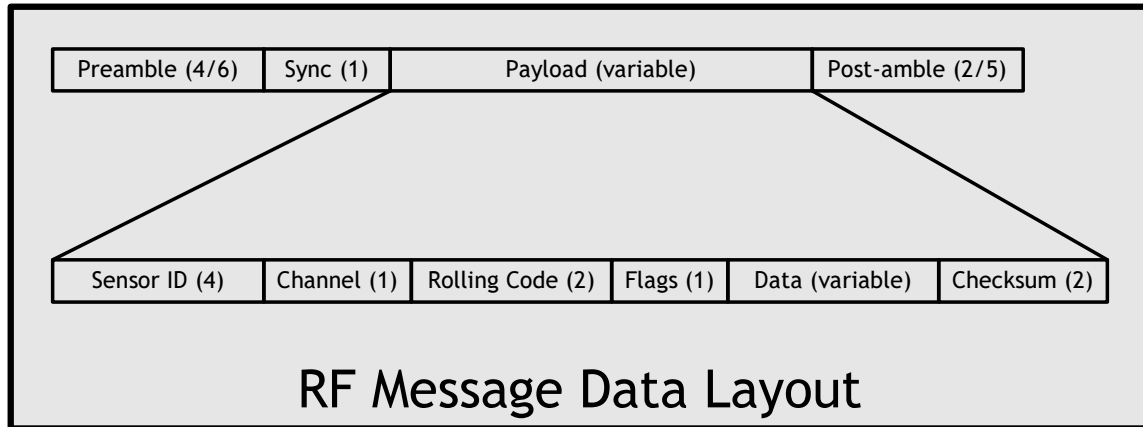 Preamble (4/6) Sync (1) Payload (variable) Post-amble (2/5)
Sensor ID (4) Channel (1) Rolling Code (2) Flags (1) Data (variable) Checksum (2)
RF Message Data Layout